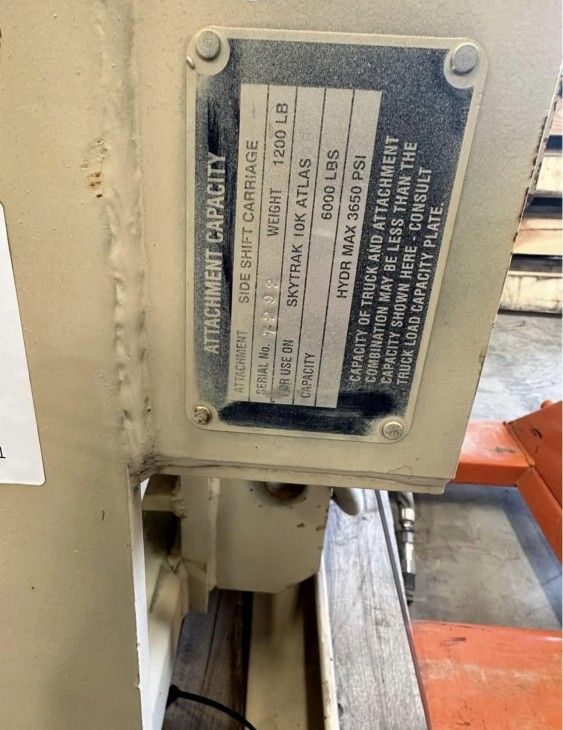 ATTACHMENT CAPACITY
ATTACHMENT SIDE SHIFT CARRIAGE
SERIAL NO. WEIGHT 1200 LB
FOR USE ON SKYTRAK 10K ATLAS
CAPACITY 6000 LBS
HYDR MAX 3650 PSI
CAPACITY OF TRUCK AND ATTACHMENT
COMBINATION MAY BE LESS THAN THE
CAPACITY SHOWN HERE - CONSULT
TRUCK LOAD CAPACITY PLATE.